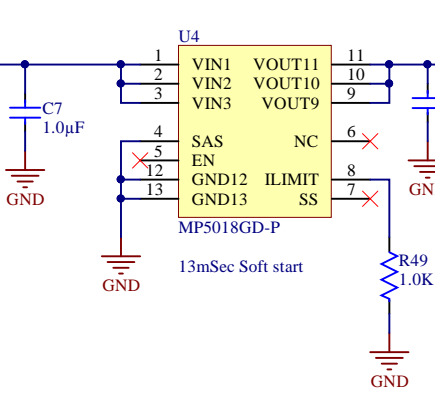 U4
1 VIN1 VOUT11 11
2 VIN2 VOUT10 10
3 VIN3 VOUT9 9
C7
1.0µF
4 SAS NC 6
5 EN
12 GND12 ILIMIT 8
13 GND13 SS 7
GND
GN
MP5018GD-P
13mSec Soft start
R49
1.0K
GND
GND